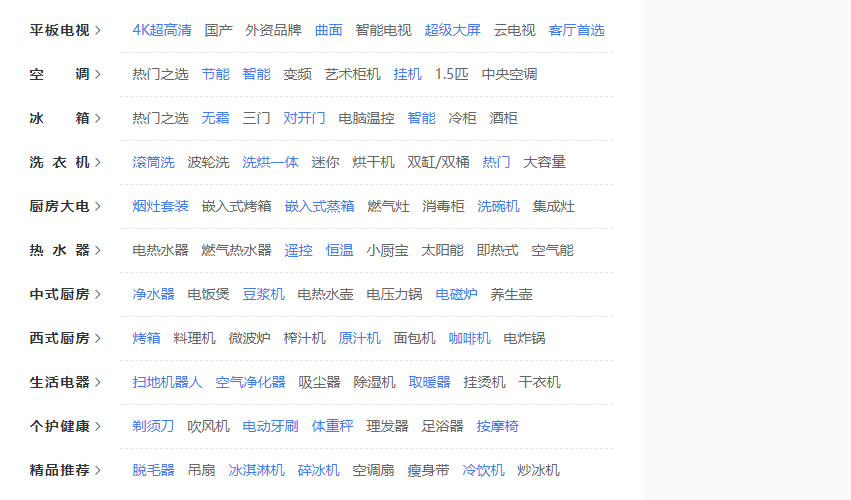 平板电视 > 4K超高清 国产 外资品牌 曲面 智能电视 超级大屏 云电视 客厅首选
空 调 > 热门之选 节能 智能 变频 艺术柜机 挂机 1.5匹 中央空调
冰 箱 > 热门之选 无霜 三门 对开门 电脑温控 智能 冷柜 酒柜
洗 衣 机 > 滚筒洗 波轮洗 洗烘一体 迷你 烘干机 双缸/双桶 热门 大容量
厨房大电 > 烟灶套装 嵌入式烤箱 嵌入式蒸箱 燃气灶 消毒柜 洗碗机 集成灶
热 水 器 > 电热水器 燃气热水器 遥控 恒温 小厨宝 太阳能 即热式 空气能
中式厨房 > 净水器 电饭煲 豆浆机 电热水壶 电压力锅 电磁炉 养生壶
西式厨房 > 烤箱 料理机 微波炉 榨汁机 原汁机 面包机 咖啡机 电炸锅
生活电器 > 扫地机器人 空气净化器 吸尘器 除湿机 取暖器 挂烫机 干衣机
个护健康 > 剃须刀 吹风机 电动牙刷 体重秤 理发器 足浴器 按摩椅
精品推荐 > 脱毛器 吊扇 冰淇淋机 碎冰机 空调扇 瘦身带 冷饮机 炒冰机